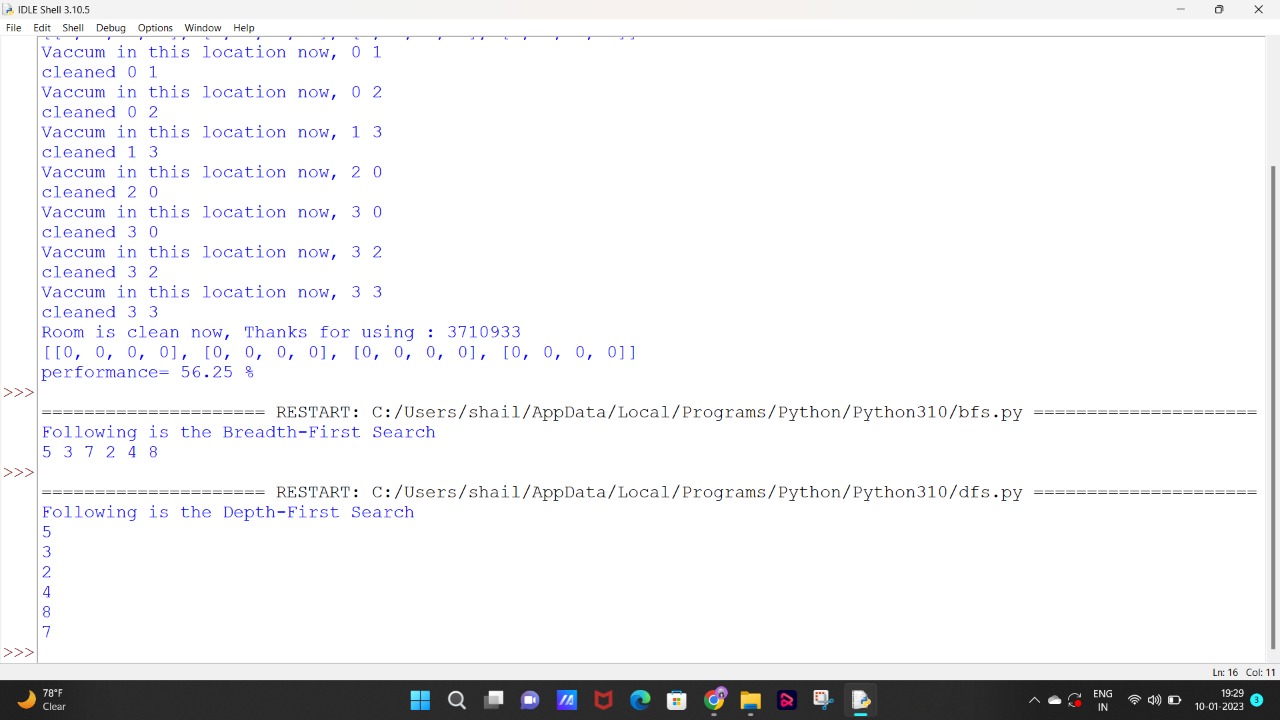 IDLE Shell 3.10.5
File Edit Shell Debug Options Window Help
Vaccum in this location now, 0 1
cleaned 0 1
Vaccum in this location now, 0 2
cleaned 0 2
Vaccum in this location now, 1 3
cleaned 1 3
Vaccum in this location now, 2 0
cleaned 2 0
Vaccum in this location now, 3 0
cleaned 3 0
Vaccum in this location now, 3 2
cleaned 3 2
Vaccum in this location now, 3 3
cleaned 3 3
Room is clean now, Thanks for using : 3710933
[[0, 0, 0, 0], [0, 0, 0, 0], [0, 0, 0, 0], [0, 0, 0, 0]]
performance= 56.25 %
>>>
===================== RESTART: C:/Users/shail/AppData/Local/Programs/Python/Python310/bfs.py =====================
Following is the Breadth-First Search
5 3 7 2 4 8
>>>
===================== RESTART: C:/Users/shail/AppData/Local/Programs/Python/Python310/dfs.py =====================
Following is the Depth-First Search
5
3
2
4
8
7
>>>
Ln: 16 Col: 11
78°F
Clear
ENG
IN
19:29
10-01-2023
3